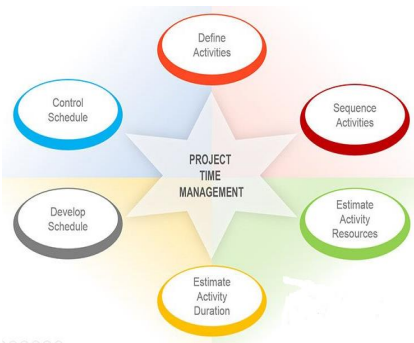 Define
Activities
Sequence
Activities
Estimate
Activity
Resources
Estimate
Activity
Duration
Develop
Schedule
Control
Schedule
PROJECT
TIME
MANAGEMENT